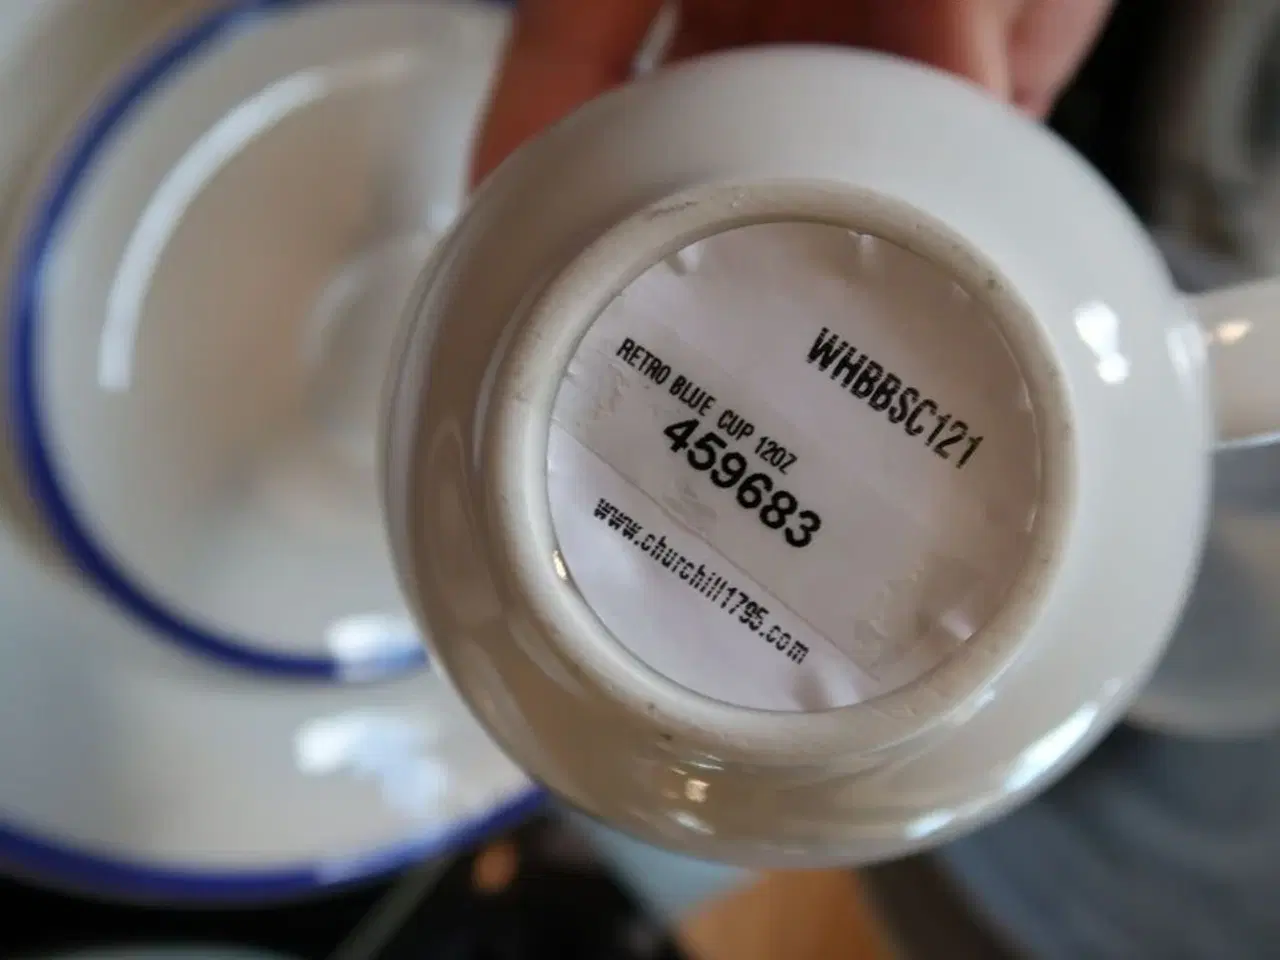 WHBBSC121
RETRO BLUE CUP 12OZ
459683
www.churchill1795.com